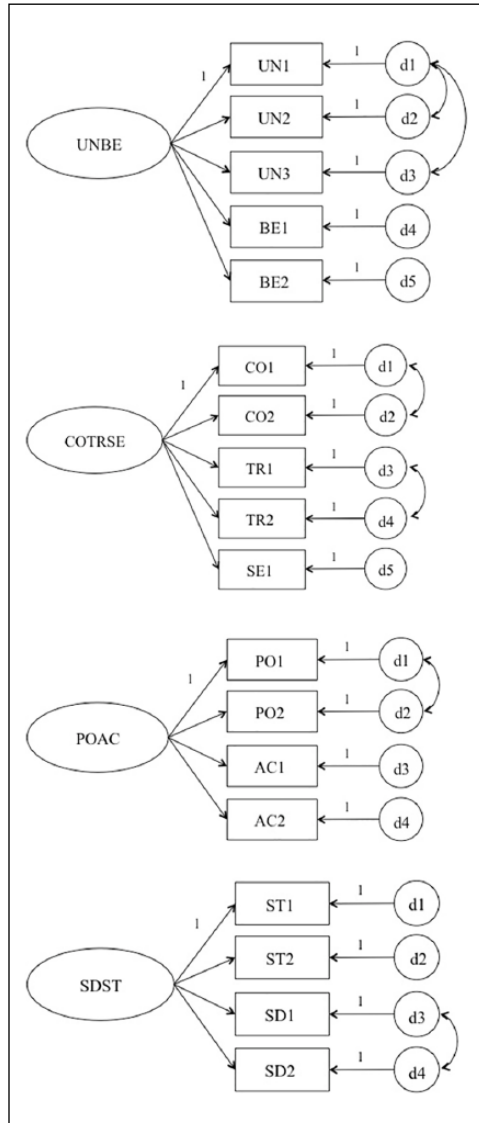 1
UN1
1
d1
UN2
1
d2
UNBE
UN3
1
d3
BE1
1
d4
BE2
1
d5
1
CO1
1
d1
CO2
1
d2
COTRSE
TR1
1
d3
TR2
1
d4
SE1
1
d5
1
PO1
1
d1
PO2
1
d2
POAC
AC1
1
d3
AC2
1
d4
1
ST1
1
d1
ST2
1
d2
SDST
SD1
1
d3
SD2
1
d4